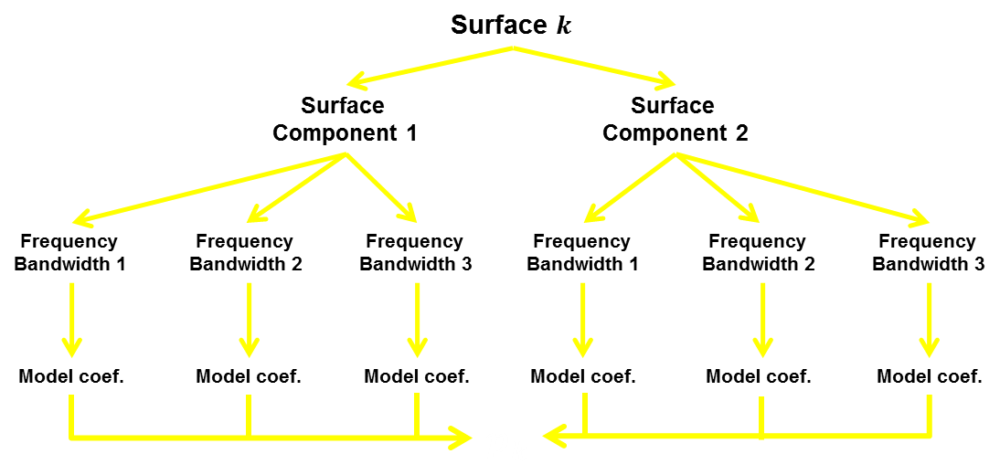 Surface k
Surface
Component 1
Surface
Component 2
Frequency
Bandwidth 1
Frequency
Bandwidth 2
Frequency
Bandwidth 3
Frequency
Bandwidth 1
Frequency
Bandwidth 2
Frequency
Bandwidth 3
Model coef.
Model coef.
Model coef.
Model coef.
Model coef.
Model coef.